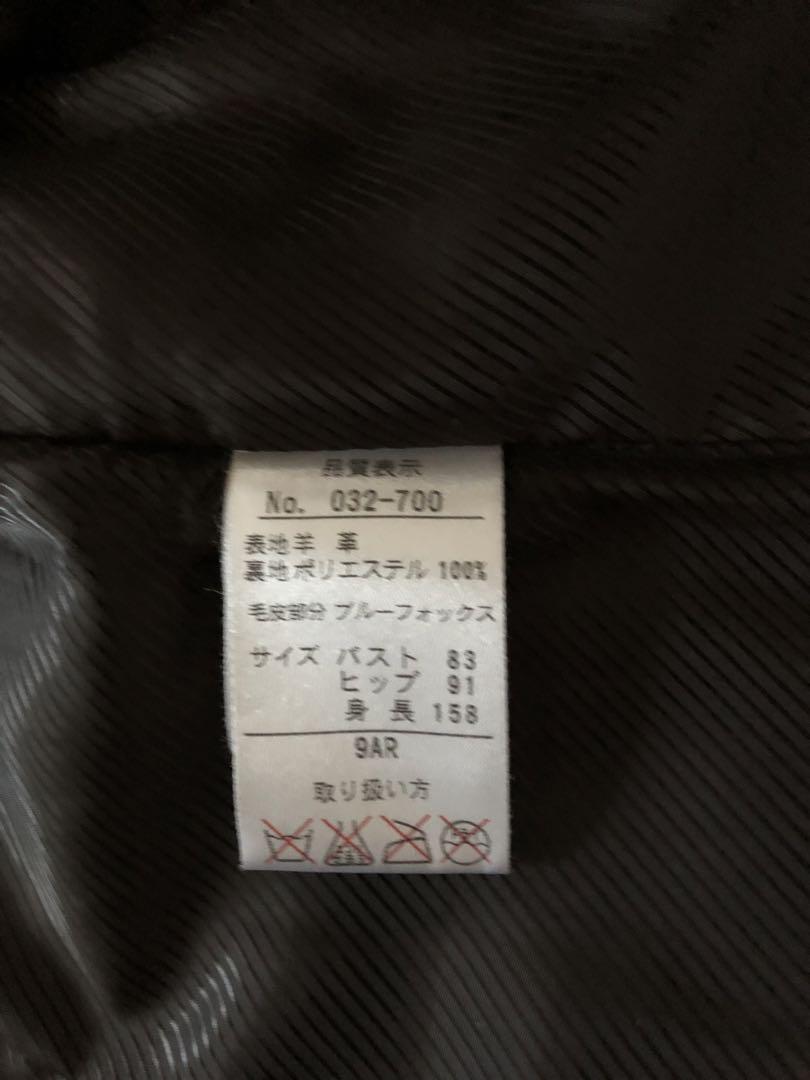 品質表示
No. 032-700
表地羊 革
裏地ポリエステル 100%
毛皮部分 ブルーフォックス
サイズ バスト 83
ヒップ 91
身 長 158
9AR
取り扱い方